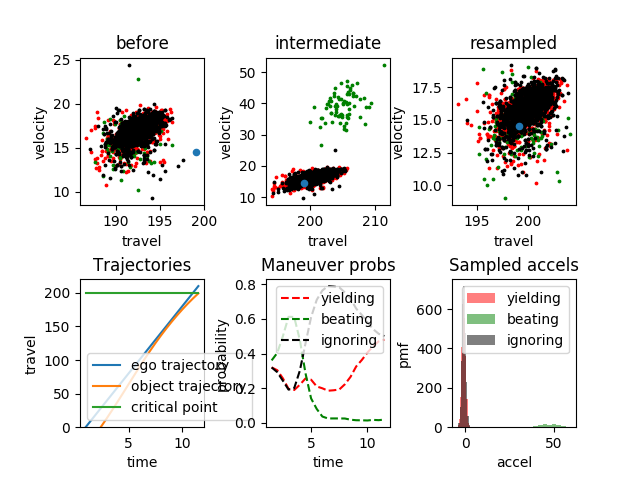 before
intermediate
resampled
velocity
25
20
15
10
190
195
200
travel
velocity
50
40
30
20
10
200
210
travel
velocity
17.5
15.0
12.5
10.0
195
200
travel
Trajectories
Maneuver probs
Sampled accels
travel
200
150
100
50
0
ego trajectory
object trajectory
critical point
5
10
time
probability
0.8
0.6
0.4
0.2
0.0
yielding
beating
ignoring
5
10
time
pmf
600
400
200
0
yielding
beating
ignoring
0
50
accel